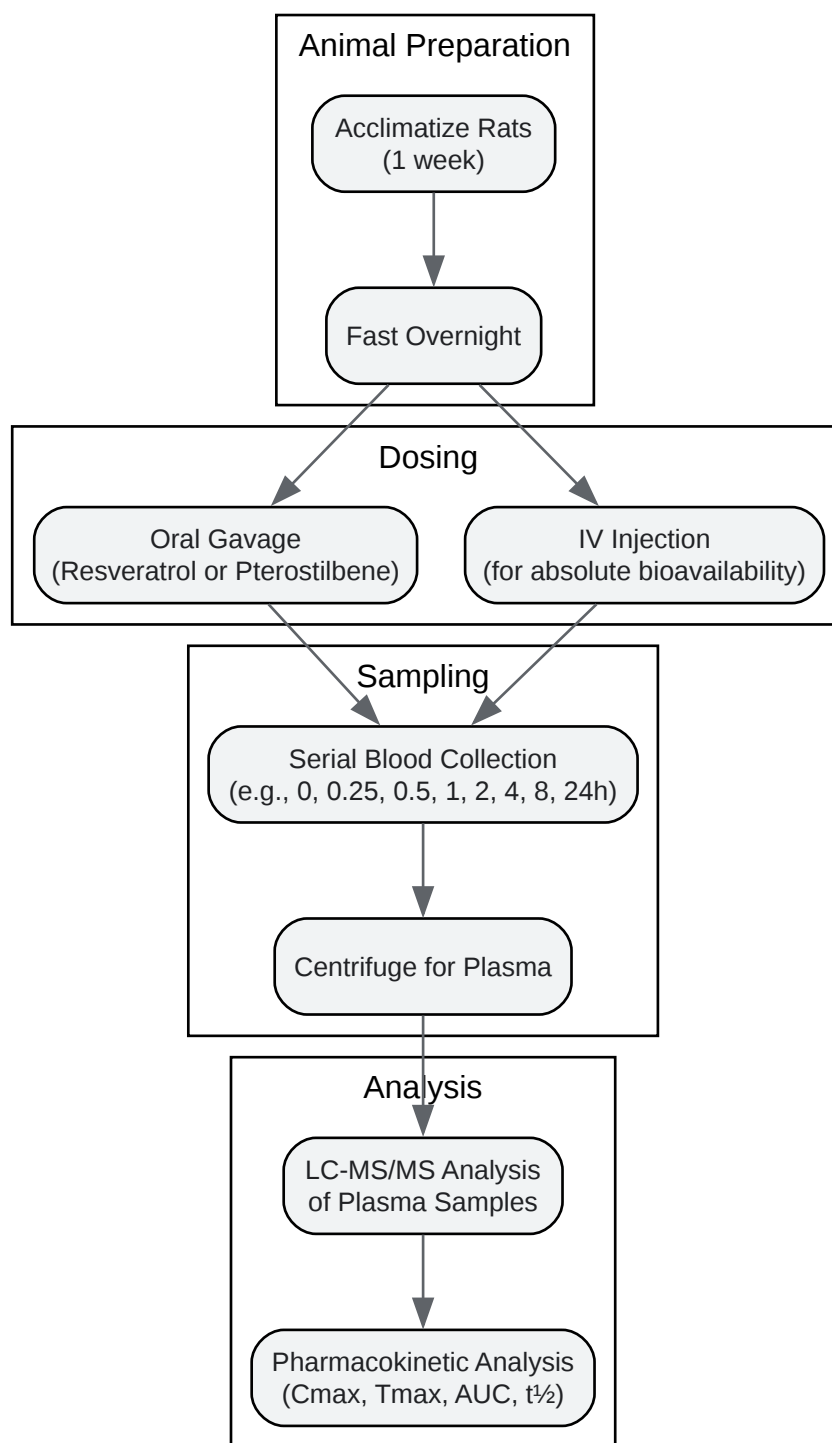 Animal Preparation
Acclimatize Rats
(1 week)
Fast Overnight
Dosing
Oral Gavage
(Resveratrol or Pterostilbene)
IV Injection
(for absolute bioavailability)
Sampling
Serial Blood Collection
(e.g., 0, 0.25, 0.5, 1, 2, 4, 8, 24h)
Centrifuge for Plasma
Analysis
LC-MS/MS Analysis
of Plasma Samples
Pharmacokinetic Analysis
(Cmax, Tmax, AUC, t½)